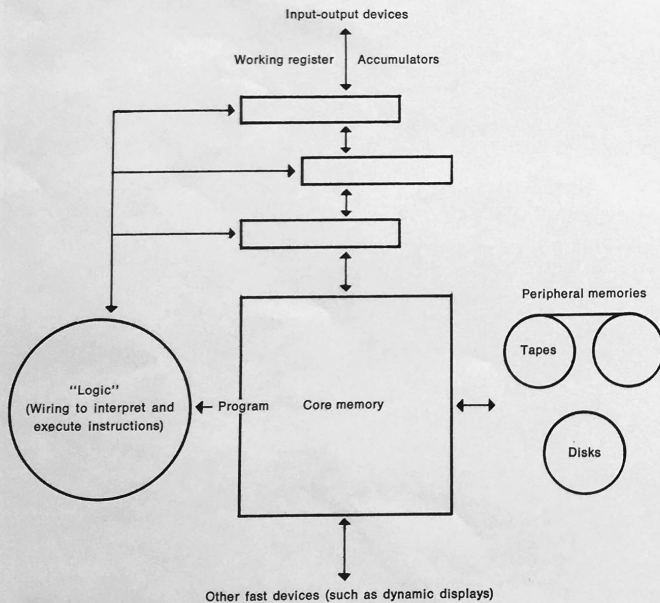 Input-output devices
Working register
Accumulators
Peripheral memories
Tapes
"Logic"
(Wiring to interpret and
execute instructions)
Program
Core memory
Disks
Other fast devices (such as dynamic displays)